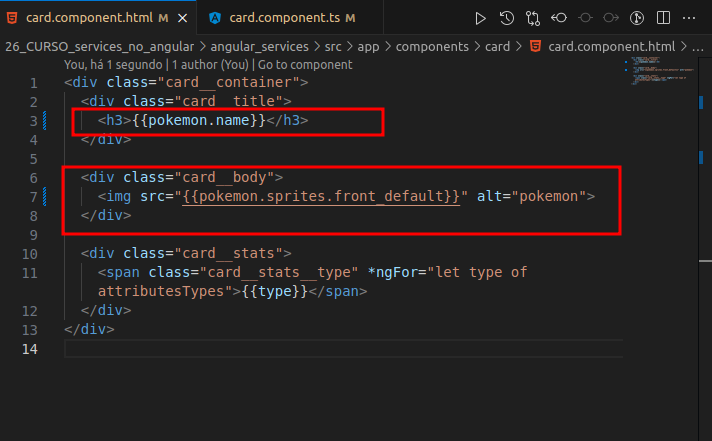 card.component.html × card.component.ts
26_CURSO_services_no_angular > angular_services > src > app > components > card > card.component.html > ...
You, há 1 segundo | 1 author (You) | Go to component
1 <div class="card__container">
2 <div class="card__title">
3 <h3>{{pokemon.name}}</h3>
4 </div>
5
6 <div class="card__body">
7 <img src="{{pokemon.sprites.front_default}}" alt="pokemon">
8 </div>
9
10 <div class="card__stats">
11 <span class="card__stats__type" *ngFor="let type of
attributesTypes">{{type}}</span>
12 </div>
13 </div>
14